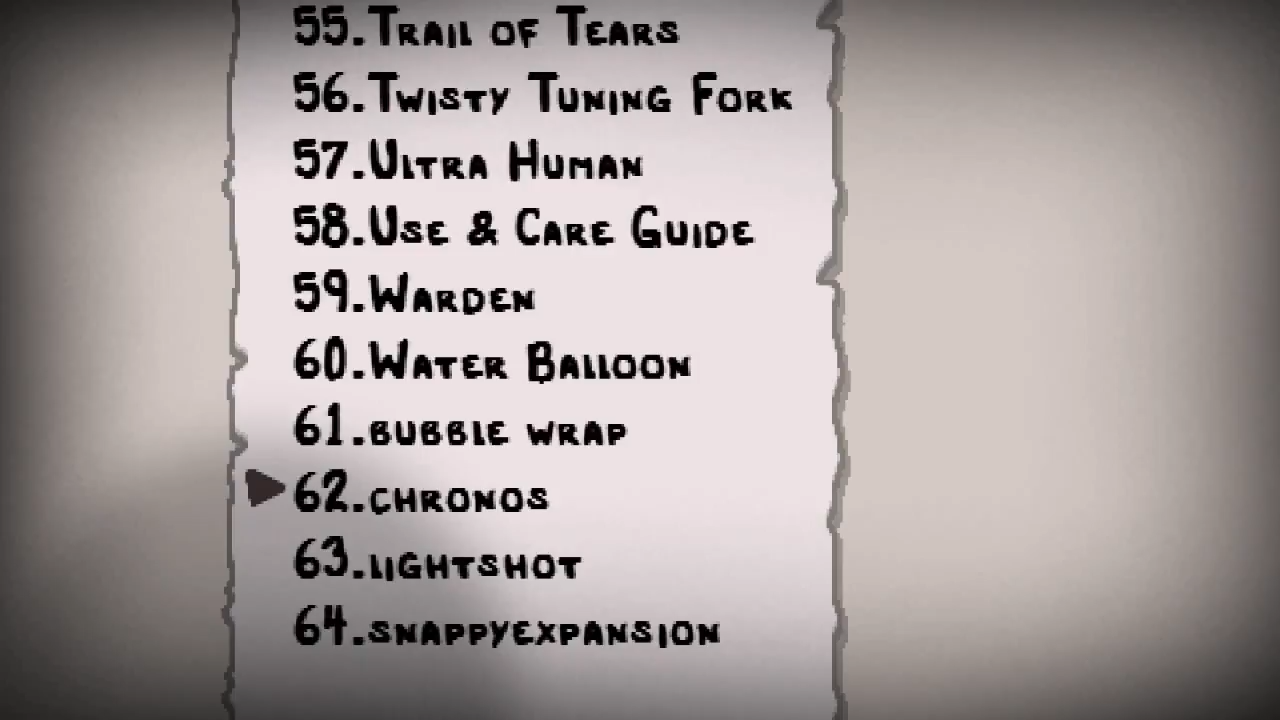 55.Trail of Tears
56.Twisty Tuning Fork
57.Ultra Human
58.Use & Care Guide
59.Warden
60.Water Balloon
61.bubble wrap
62.chronos
63.lightshot
64.snappyexpansion